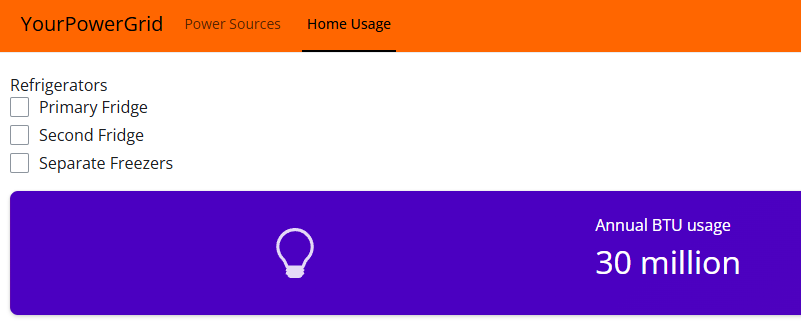 YourPowerGrid Power Sources Home Usage
Refrigerators
Primary Fridge
Second Fridge
Separate Freezers
Annual BTU usage
30 million